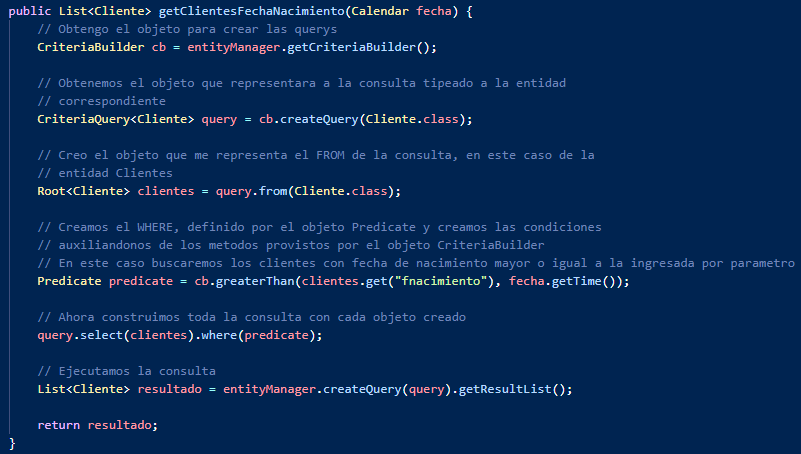 public List<Cliente> getClientesFechaNacimiento(Calendar fecha) {
// Obtengo el objeto para crear las querys
CriteriaBuilder cb = entityManager.getCriteriaBuilder();
// Obtenemos el objeto que representara a la consulta tipeado a la entidad
// correspondiente
CriteriaQuery<Cliente> query = cb.createQuery(Cliente.class);
// Creo el objeto que me representa el FROM de la consulta, en este caso de la
// entidad Clientes
Root<Cliente> clientes = query.from(Cliente.class);
// Creamos el WHERE, definido por el objeto Predicate y creamos las condiciones
// auxiliandonos de los metodos provistos por el objeto CriteriaBuilder
// En este caso buscaremos los clientes con fecha de nacimiento mayor o igual a la ingresada por parametro
Predicate predicate = cb.greaterThan(clientes.get("fnacimiento"), fecha.getTime());
// Ahora construimos toda la consulta con cada objeto creado
query.select(clientes).where(predicate);
// Ejecutamos la consulta
List<Cliente> resultado = entityManager.createQuery(query).getResultList();
return resultado;
}